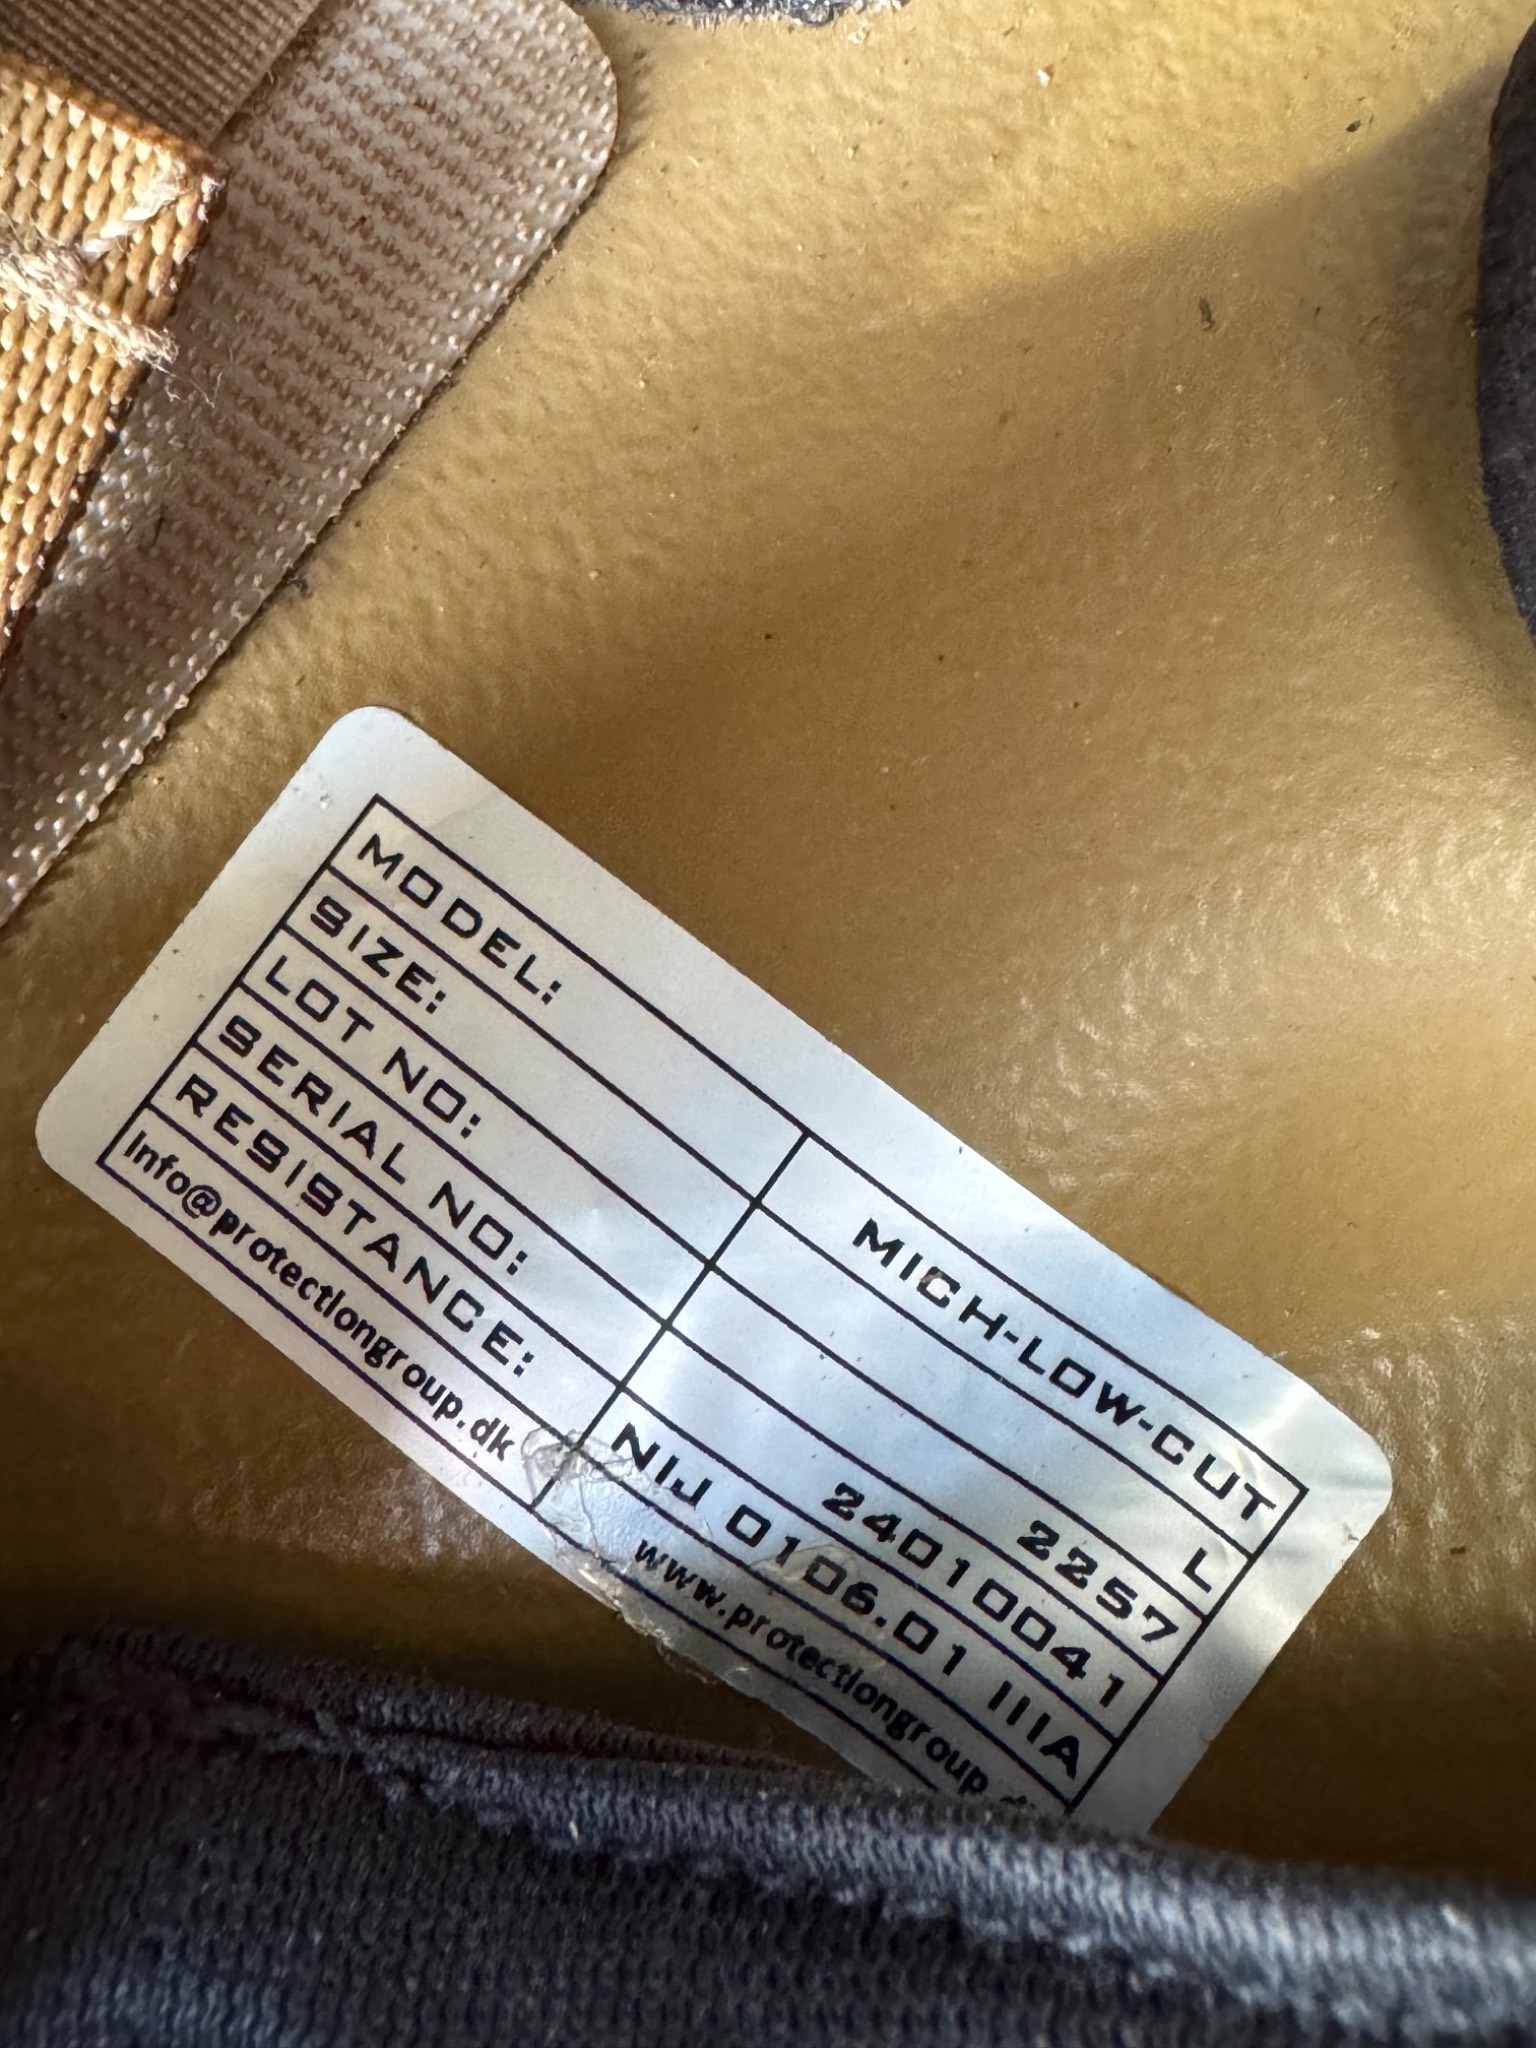 MODEL: MICH-LOW-CUT
SIZE: L
LOT NO: 2257
SERIAL NO: 24010041
RESISTANCE: NIJ 0106.01 IIIA
Info@protectiongroup.dk www.protectiongroup.